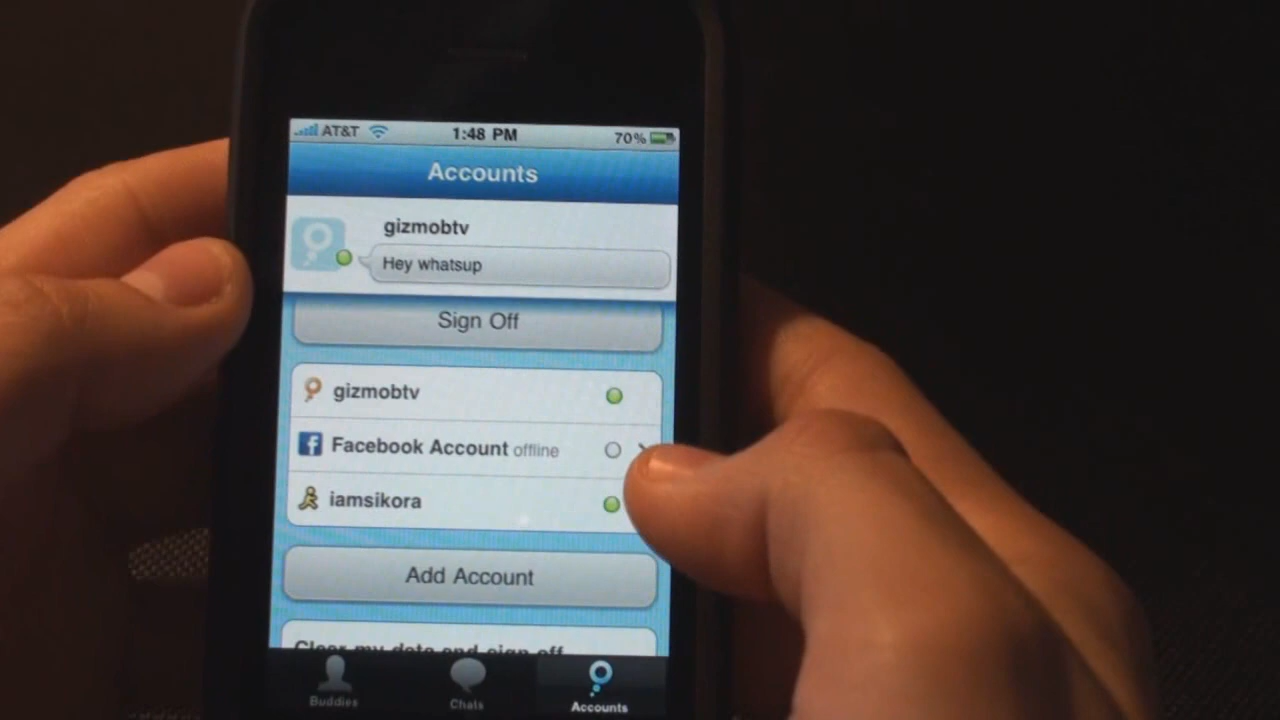 AT&T 1:48 PM 70%
Accounts
gizmobtv
Hey whatsup
Sign Off
gizmobtv
Facebook Account offline
iamsikora
Add Account
Clear my data and sign off
Buddies Chats Accounts